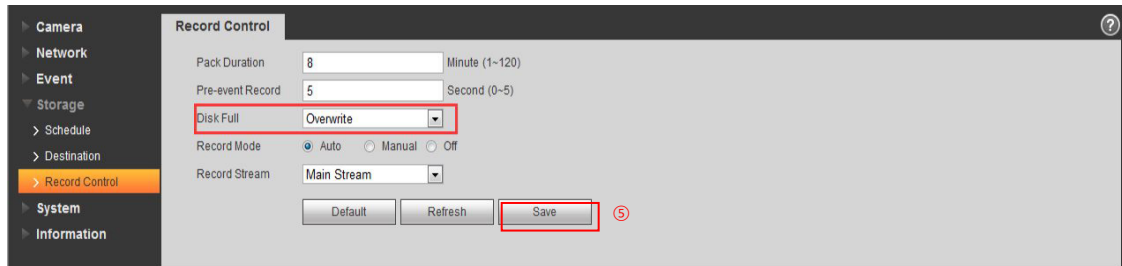 Camera
Network
Event
Storage
Schedule
Destination
Record Control
System
Information
Record Control
?
Pack Duration 8 Minute (1~120)
Pre-event Record 5 Second (0~5)
Disk Full Overwrite
Record Mode Auto Manual Off
Record Stream Main Stream
Default Refresh Save ⑤